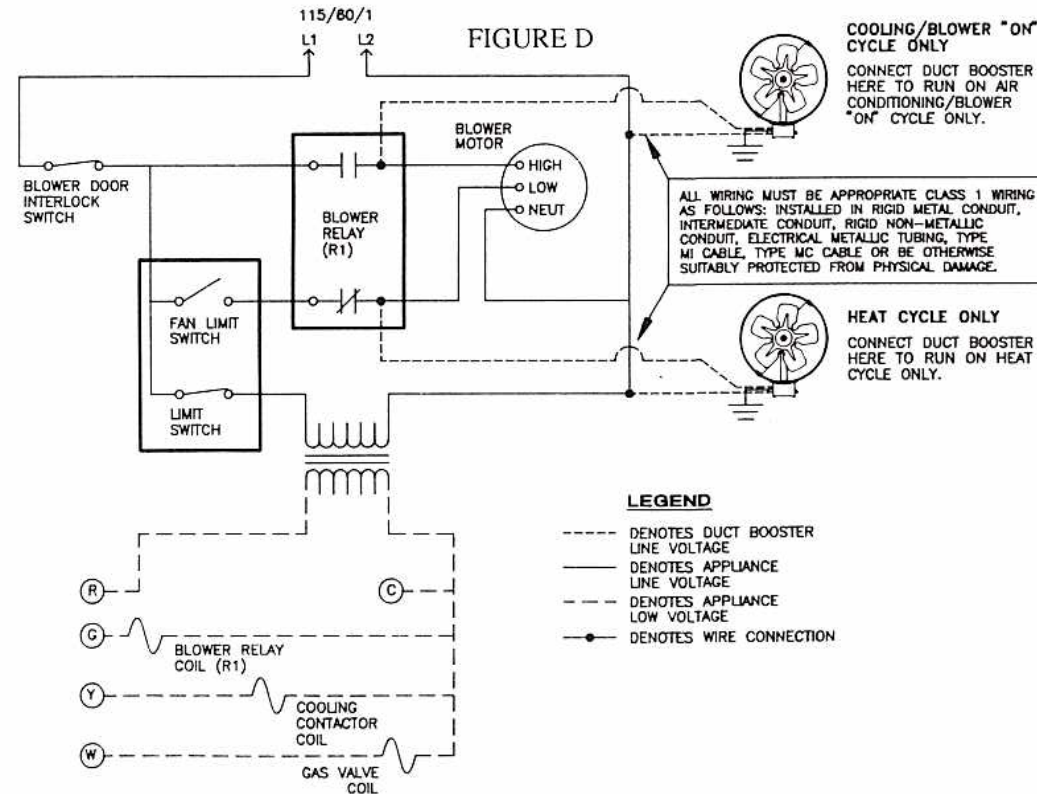 115/60/1
L1
L2
FIGURE D
COOLING/BLOWER "ON"
CYCLE ONLY
CONNECT DUCT BOOSTER
HERE TO RUN ON AIR
CONDITIONING/BLOWER
"ON" CYCLE ONLY.
BLOWER
MOTOR
HIGH
LOW
NEUT
BLOWER DOOR
INTERLOCK
SWITCH
BLOWER
RELAY
(R1)
ALL WIRING MUST BE APPROPRIATE CLASS 1 WIRING
AS FOLLOWS: INSTALLED IN RIGID METAL CONDUIT,
INTERMEDIATE CONDUIT, RIGID NON-METALLIC
CONDUIT, ELECTRICAL METALLIC TUBING, TYPE
MI CABLE, TYPE MC CABLE OR BE OTHERWISE
SUITABLY PROTECTED FROM PHYSICAL DAMAGE.
FAN LIMIT
SWITCH
HEAT CYCLE ONLY
CONNECT DUCT BOOSTER
HERE TO RUN ON HEAT
CYCLE ONLY.
LIMIT
SWITCH
LEGEND
DENOTES DUCT BOOSTER
LINE VOLTAGE
DENOTES APPLIANCE
LINE VOLTAGE
DENOTES APPLIANCE
LOW VOLTAGE
DENOTES WIRE CONNECTION
R
C
G
BLOWER RELAY
COIL (R1)
Y
COOLING
CONTACTOR
COIL
W
GAS VALVE
COIL